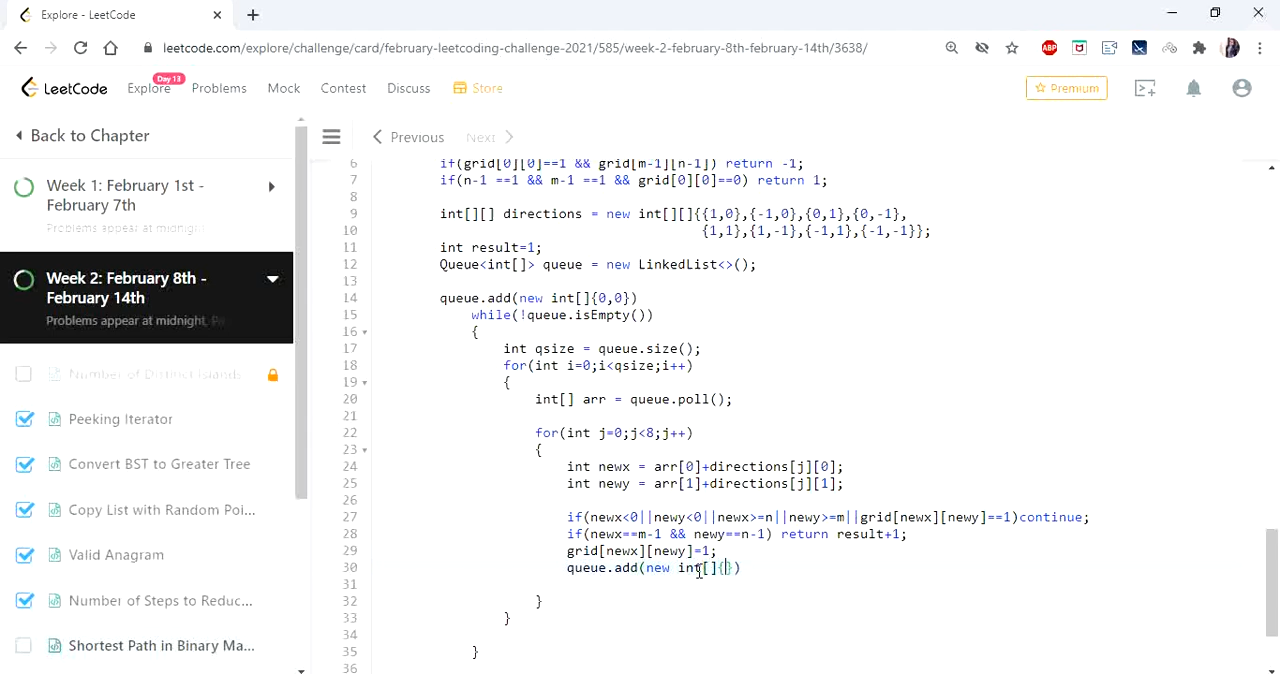 Explore - LeetCode
leetcode.com/explore/challenge/card/february-leetcoding-challenge-2021/585/week-2-february-8th-february-14th/3638/
ABP
LeetCode Explore Day 13 Problems Mock Contest Discuss Store Premium
Back to Chapter
Previous Next
Week 1: February 1st -
February 7th
Problems appear at midnight
Week 2: February 8th -
February 14th
Problems appear at midnight,
Number of Distinct Islands
Peeking Iterator
Convert BST to Greater Tree
Copy List with Random Poi...
Valid Anagram
Number of Steps to Reduc...
Shortest Path in Binary Ma...
6 if(grid[0][0]==1 && grid[m-1][n-1]) return -1;
7 if(n-1 ==1 && m-1 ==1 && grid[0][0]==0) return 1;
8
9 int[][] directions = new int[][]{{1,0},{-1,0},{0,1},{0,-1},
10 {1,1},{1,-1},{-1,1},{-1,-1}};
11 int result=1;
12 Queue<int[]> queue = new LinkedList<>();
13
14 queue.add(new int[]{0,0})
15 while(!queue.isEmpty())
16 {
17 int qsize = queue.size();
18 for(int i=0;i<qsize;i++)
19 {
20 int[] arr = queue.poll();
21
22 for(int j=0;j<8;j++)
23 {
24 int newx = arr[0]+directions[j][0];
25 int newy = arr[1]+directions[j][1];
26
27 if(newx<0||newy<0||newx>=n||newy>=m||grid[newx][newy]==1)continue;
28 if(newx==m-1 && newy==n-1) return result+1;
29 grid[newx][newy]=1;
30 queue.add(new int[]{})
31
32 }
33 }
34
35 }
36